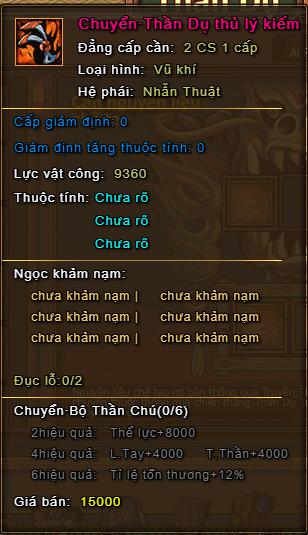 Chuyển·Thần Dụ thủ lý kiếm
Đẳng cấp cần: 2 CS 1 cấp
Loại hình: Vũ khí
Hệ phái: Nhẫn Thuật
Cấp giám định: 0
Giám định tăng thuộc tính: 0
Lực vật công: 9360
Thuộc tính: Chưa rõ
Chưa rõ
Chưa rõ
Ngọc khảm nạm:
chưa khảm nạm | chưa khảm nạm
chưa khảm nạm | chưa khảm nạm
chưa khảm nạm | chưa khảm nạm
Đục lỗ:0/2
Chuyển·Bộ Thần Chú(0/6)
2hiệu quả: Thể lực+8000
4hiệu quả: L.Tay+4000 T.Thần+4000
6hiệu quả: Tỉ lệ tổn thương+12%
Giá bán: 15000